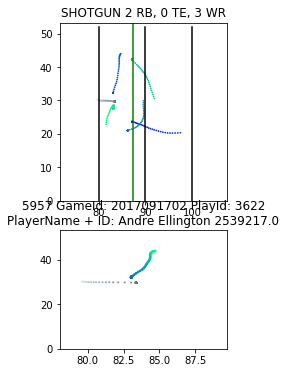 SHOTGUN 2 RB, 0 TE, 3 WR
50
40
30
20
10
0
80 90 100
5957 GameId: 2017091702 PlayId: 3622
PlayerName + ID: Andre Ellington 2539217.0
40
20
0
80.0 82.5 85.0 87.5